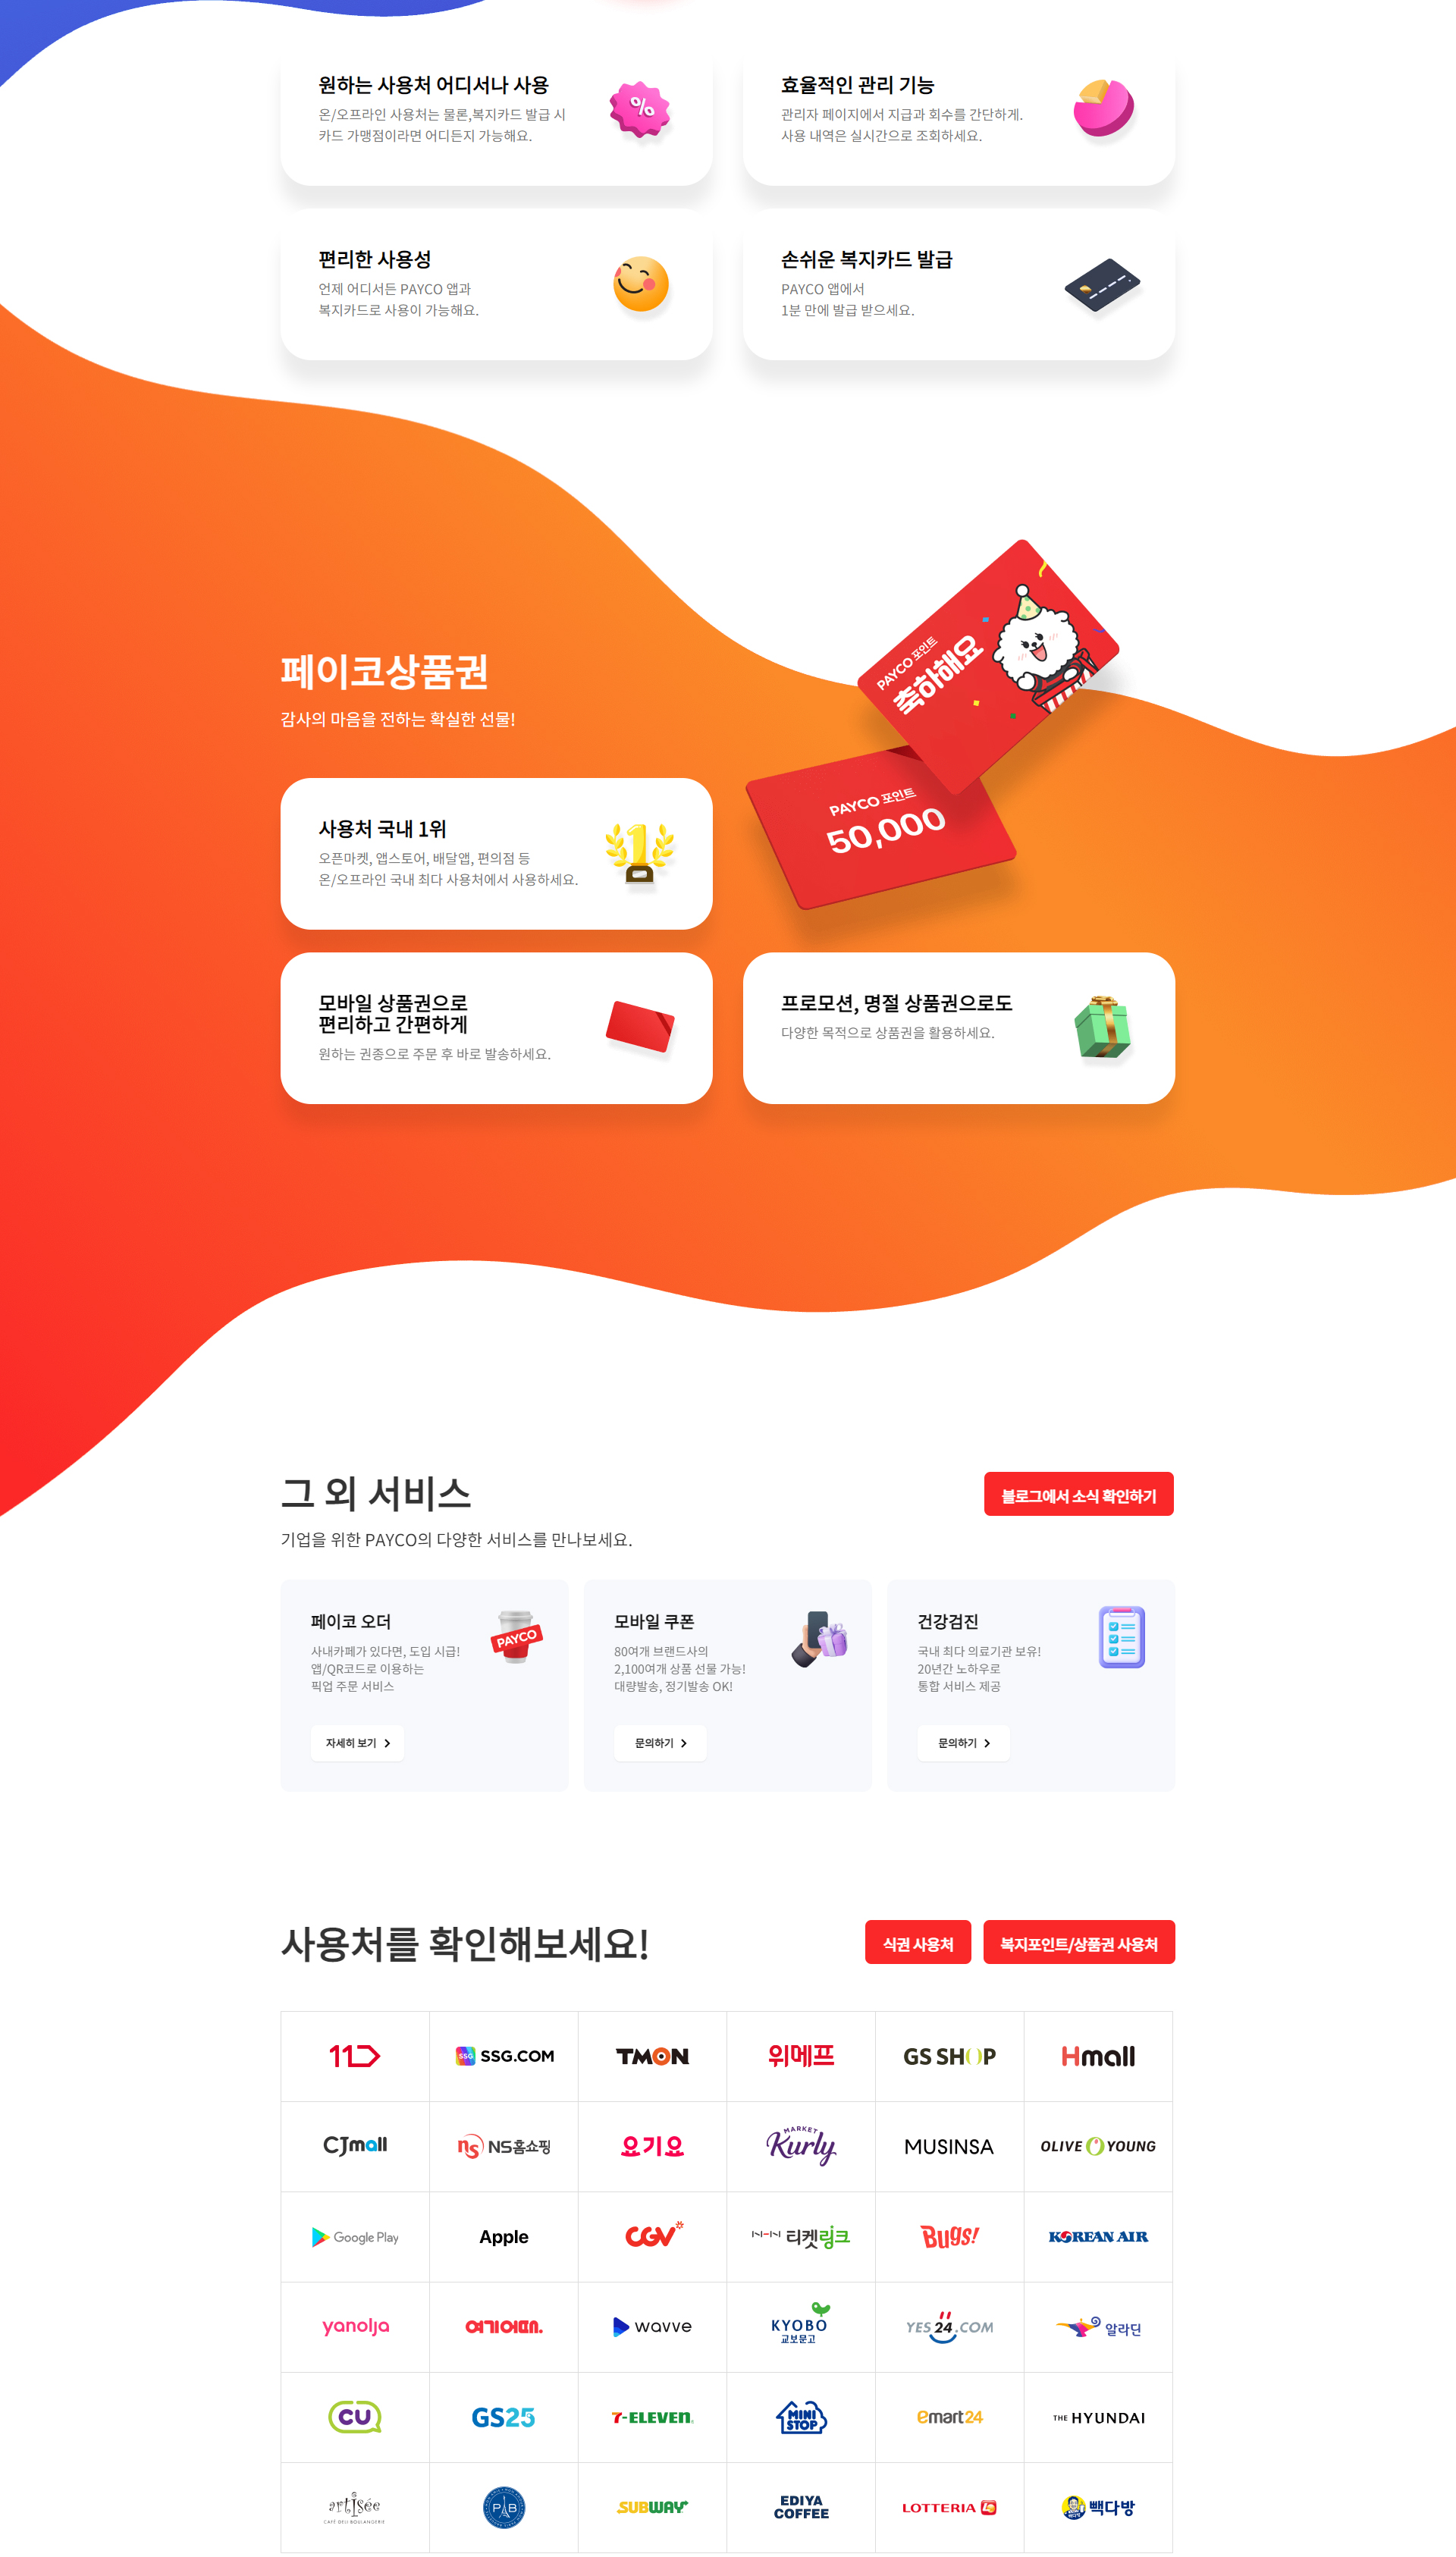 원하는 사용처 어디서나 사용
온/오프라인 사용처는 물론,복지카드 발급 시
카드 가맹점이라면 어디든지 가능해요.
%
효율적인 관리 기능
관리자 페이지에서 지급과 회수를 간단하게.
사용 내역은 실시간으로 조회하세요.
편리한 사용성
언제 어디서든 PAYCO 앱과
복지카드로 사용이 가능해요.
손쉬운 복지카드 발급
PAYCO 앱에서
1분 만에 발급 받으세요.
페이코상품권
감사의 마음을 전하는 확실한 선물!
PAYCO 포인트
축하해요
PAYCO 포인트
50,000
사용처 국내 1위
오픈마켓, 앱스토어, 배달앱, 편의점 등
온/오프라인 국내 최다 사용처에서 사용하세요.
1
모바일 상품권으로
편리하고 간편하게
원하는 권종으로 주문 후 바로 발송하세요.
프로모션, 명절 상품권으로도
다양한 목적으로 상품권을 활용하세요.
그 외 서비스
블로그에서 소식 확인하기
기업을 위한 PAYCO의 다양한 서비스를 만나보세요.
페이코 오더
사내카페가 있다면, 도입 시급!
앱/QR코드로 이용하는
픽업 주문 서비스
PAYCO
자세히 보기
모바일 쿠폰
80여개 브랜드사의
2,100여개 상품 선물 가능!
대량발송, 정기발송 OK!
문의하기
건강검진
국내 최다 의료기관 보유!
20년간 노하우로
통합 서비스 제공
문의하기
사용처를 확인해보세요!
식권 사용처
복지포인트/상품권 사용처
11
SSG SSG.COM
TMON
위메프
GS SHOP
Hmall
CJmall
ns NS홈쇼핑
요기요
MARKET
Kurly
MUSINSA
OLIVE YOUNG
Google Play
Apple
CGV
티켓링크
Bugs!
KOREAN AIR
yanolja
여기어때.
wavve
KYOBO
교보문고
YES24.COM
알라딘
CU
GS25
7-ELEVEn
MINI
STOP
emart24
THE HYUNDAI
artisée
CAFÉ DELI BOULANGERIE
PB
SUBWAY
EDIYA
COFFEE
LOTTERIA
빽다방